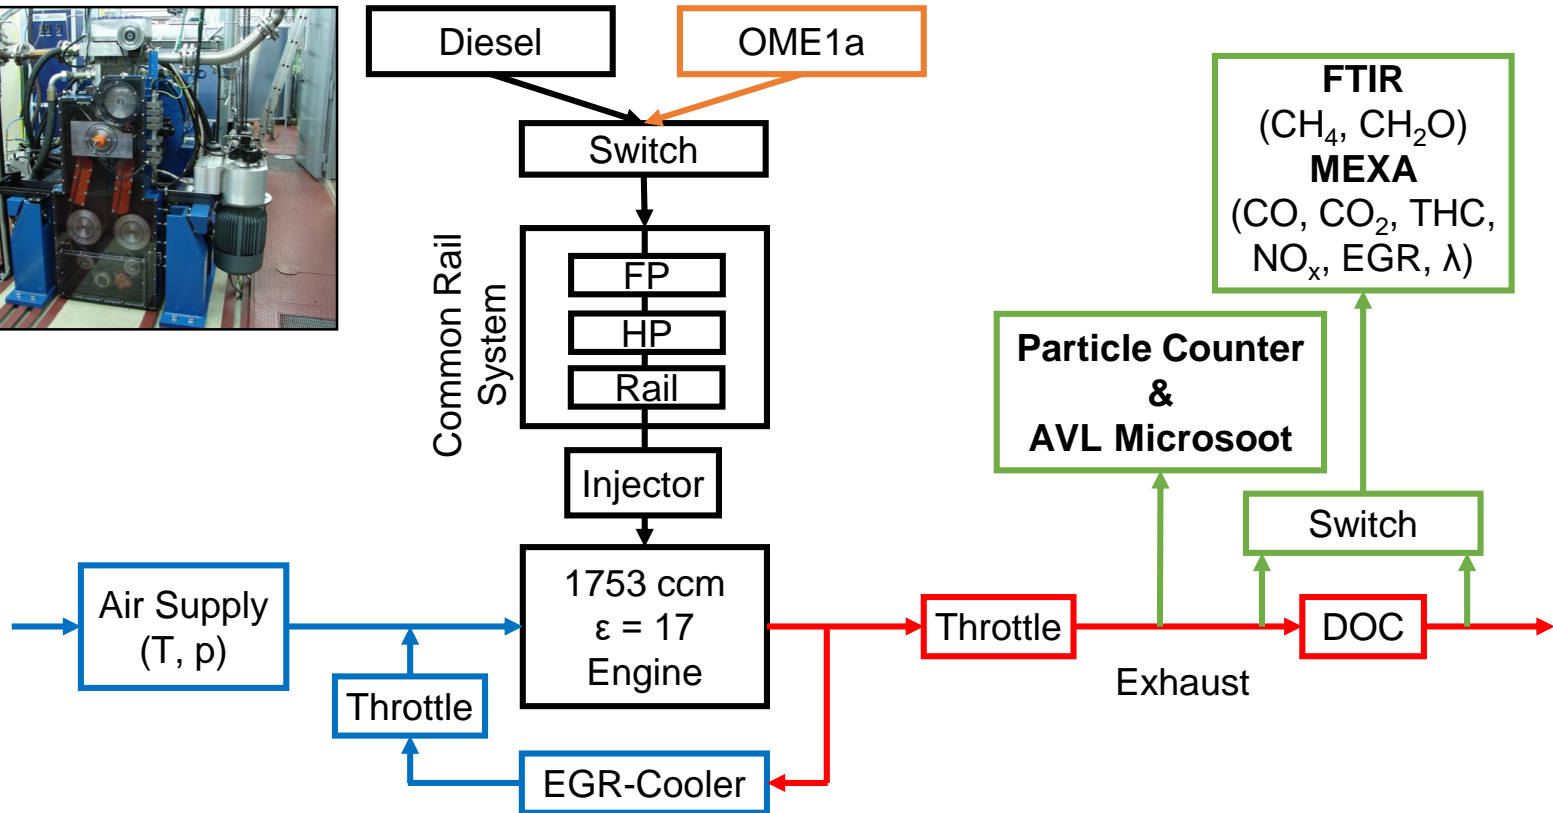 Diesel
OME1a
Switch
Common Rail
System
FP
HP
Rail
Injector
1753 ccm
ε = 17
Engine
Air Supply
(T, p)
Throttle
EGR-Cooler
Throttle
Exhaust
DOC
Particle Counter
&
AVL Microsoot
Switch
FTIR
(CH₄, CH₂O)
MEXA
(CO, CO₂, THC,
NOₓ, EGR, λ)